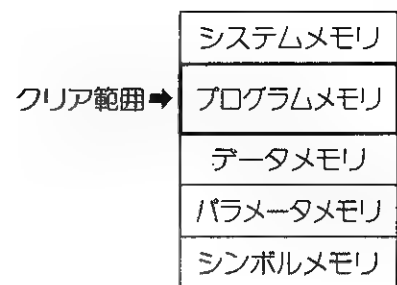 システムメモリ
クリア範囲➡ プログラムメモリ
データメモリ
パラメータメモリ
シンボルメモリ